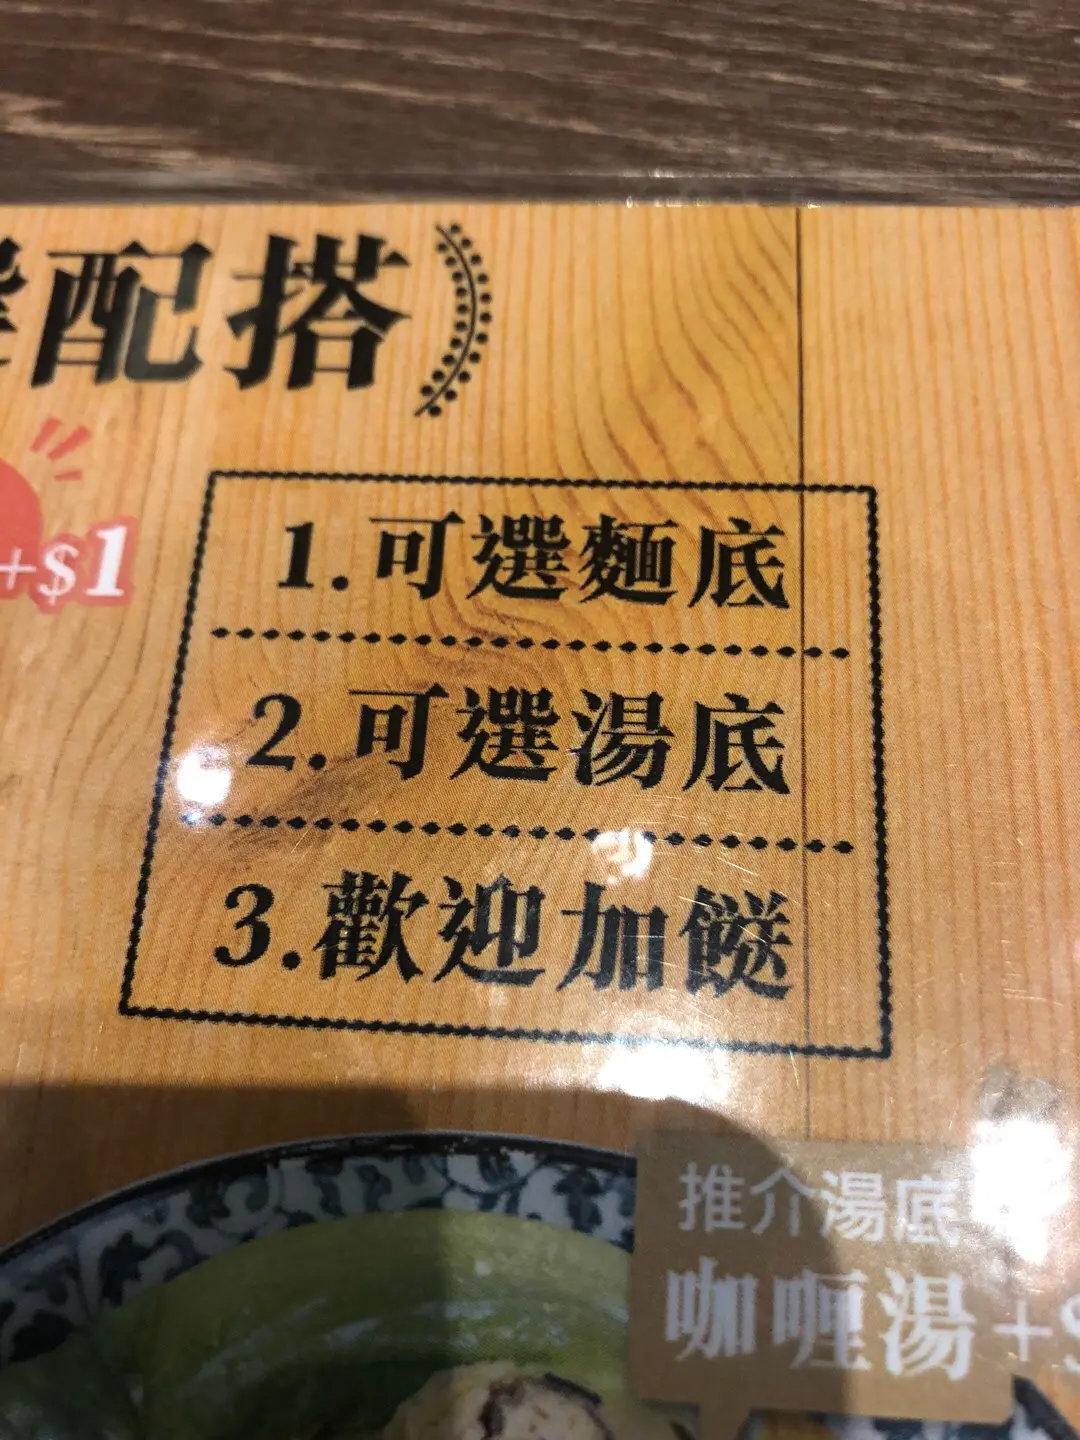 配搭)
+$1
1.可選麵底
2.可選湯底
3.歡迎加餸
推介湯底
咖喱湯+$